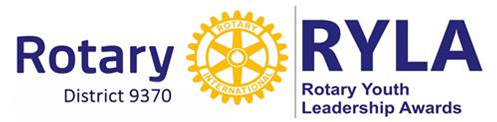 Rotary
District 9370
ROTARY
INTERNATIONAL
RYLA
Rotary Youth
Leadership Awards